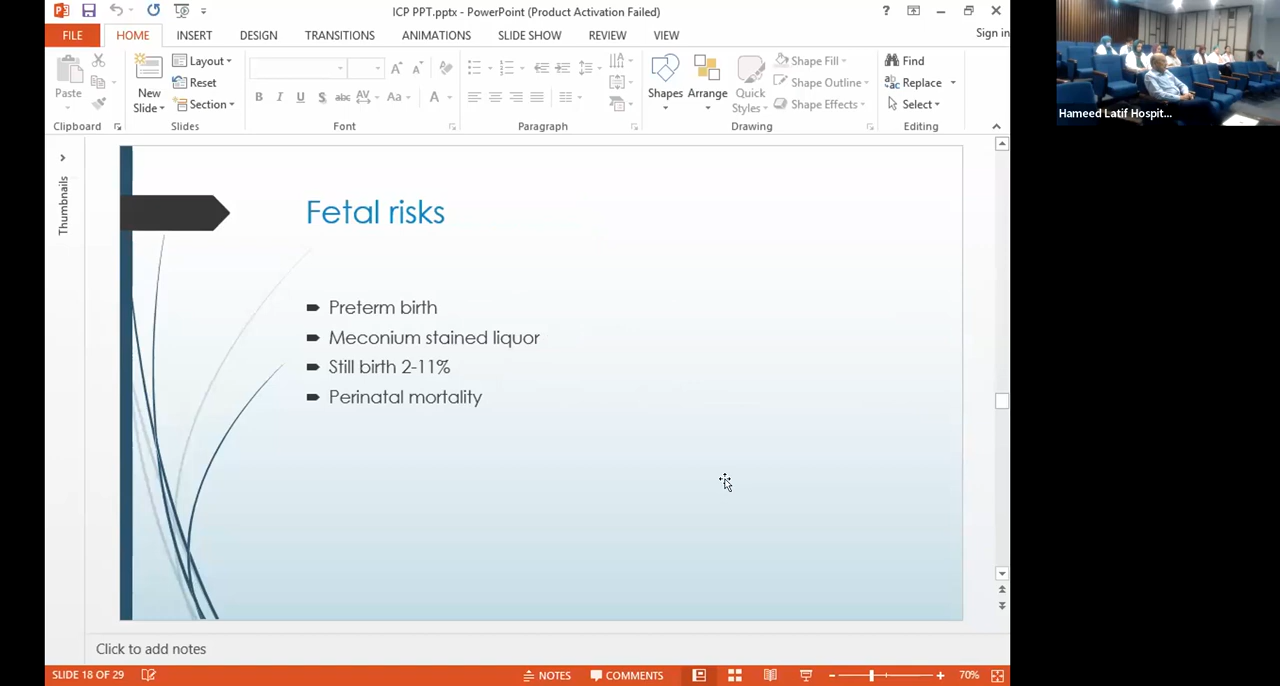 ICP PPT.pptx - PowerPoint (Product Activation Failed)
?
FILE HOME INSERT DESIGN TRANSITIONS ANIMATIONS SLIDE SHOW REVIEW VIEW Sign in
Paste
Clipboard
New
Slide
Layout
Reset
Section
Slides
B I U S abc AV Aa A
A A
Font
Paragraph
Shapes
Arrange
Quick
Styles
Shape Fill
Shape Outline
Shape Effects
Drawing
Find
Replace
Select
Editing
Hameed Latif Hospit...
Thumbnails
Fetal risks
Preterm birth
Meconium stained liquor
Still birth 2-11%
Perinatal mortality
Click to add notes
SLIDE 18 OF 29 NOTES COMMENTS 70%